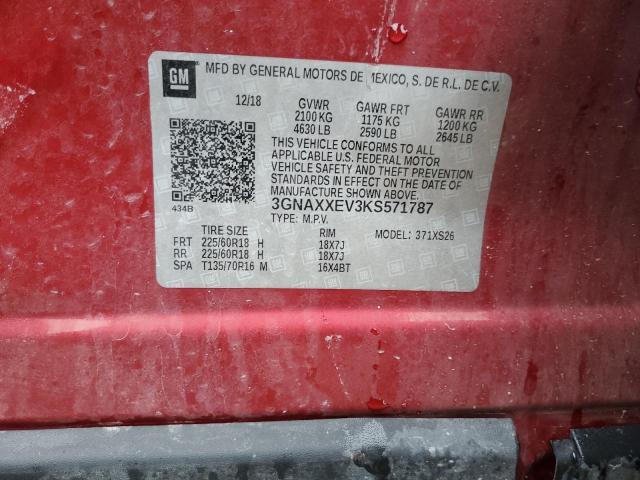 GM MFD BY GENERAL MOTORS DE MEXICO, S. DE R.L. DE C.V.
12/18 GVWR GAWR FRT GAWR RR
2100 KG 1175 KG 1200 KG
4630 LB 2590 LB 2645 LB
THIS VEHICLE CONFORMS TO ALL
APPLICABLE U.S. FEDERAL MOTOR
VEHICLE SAFETY AND THEFT PREVENTION
STANDARDS IN EFFECT ON THE DATE OF
MANUFACTURE SHOWN ABOVE.
434B 3GNAXXEV3KS571787
TYPE: M.P.V.
TIRE SIZE RIM MODEL: 371XS26
FRT 225/60R18 H 18X7J
RR 225/60R18 H 18X7J
SPA T135/70R16 M 16X4BT